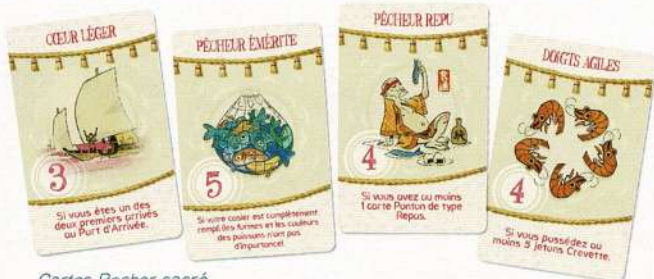 CŒUR LÉGER
3
Si vous êtes un des
deux premiers arrivés
au Port d'Arrivée.
PÊCHEUR ÉMÉRITE
5
Si votre casier est complètement
rempli (les formes et les couleurs
des poissons n'ont pas
d'importance).
PÊCHEUR REPU
4
Si vous avez au moins
1 carte Ponton de type
Repas.
DOIGTS AGILES
4
Si vous possédez au
moins 5 jetons Crevette.
Cartes Rocher sacré